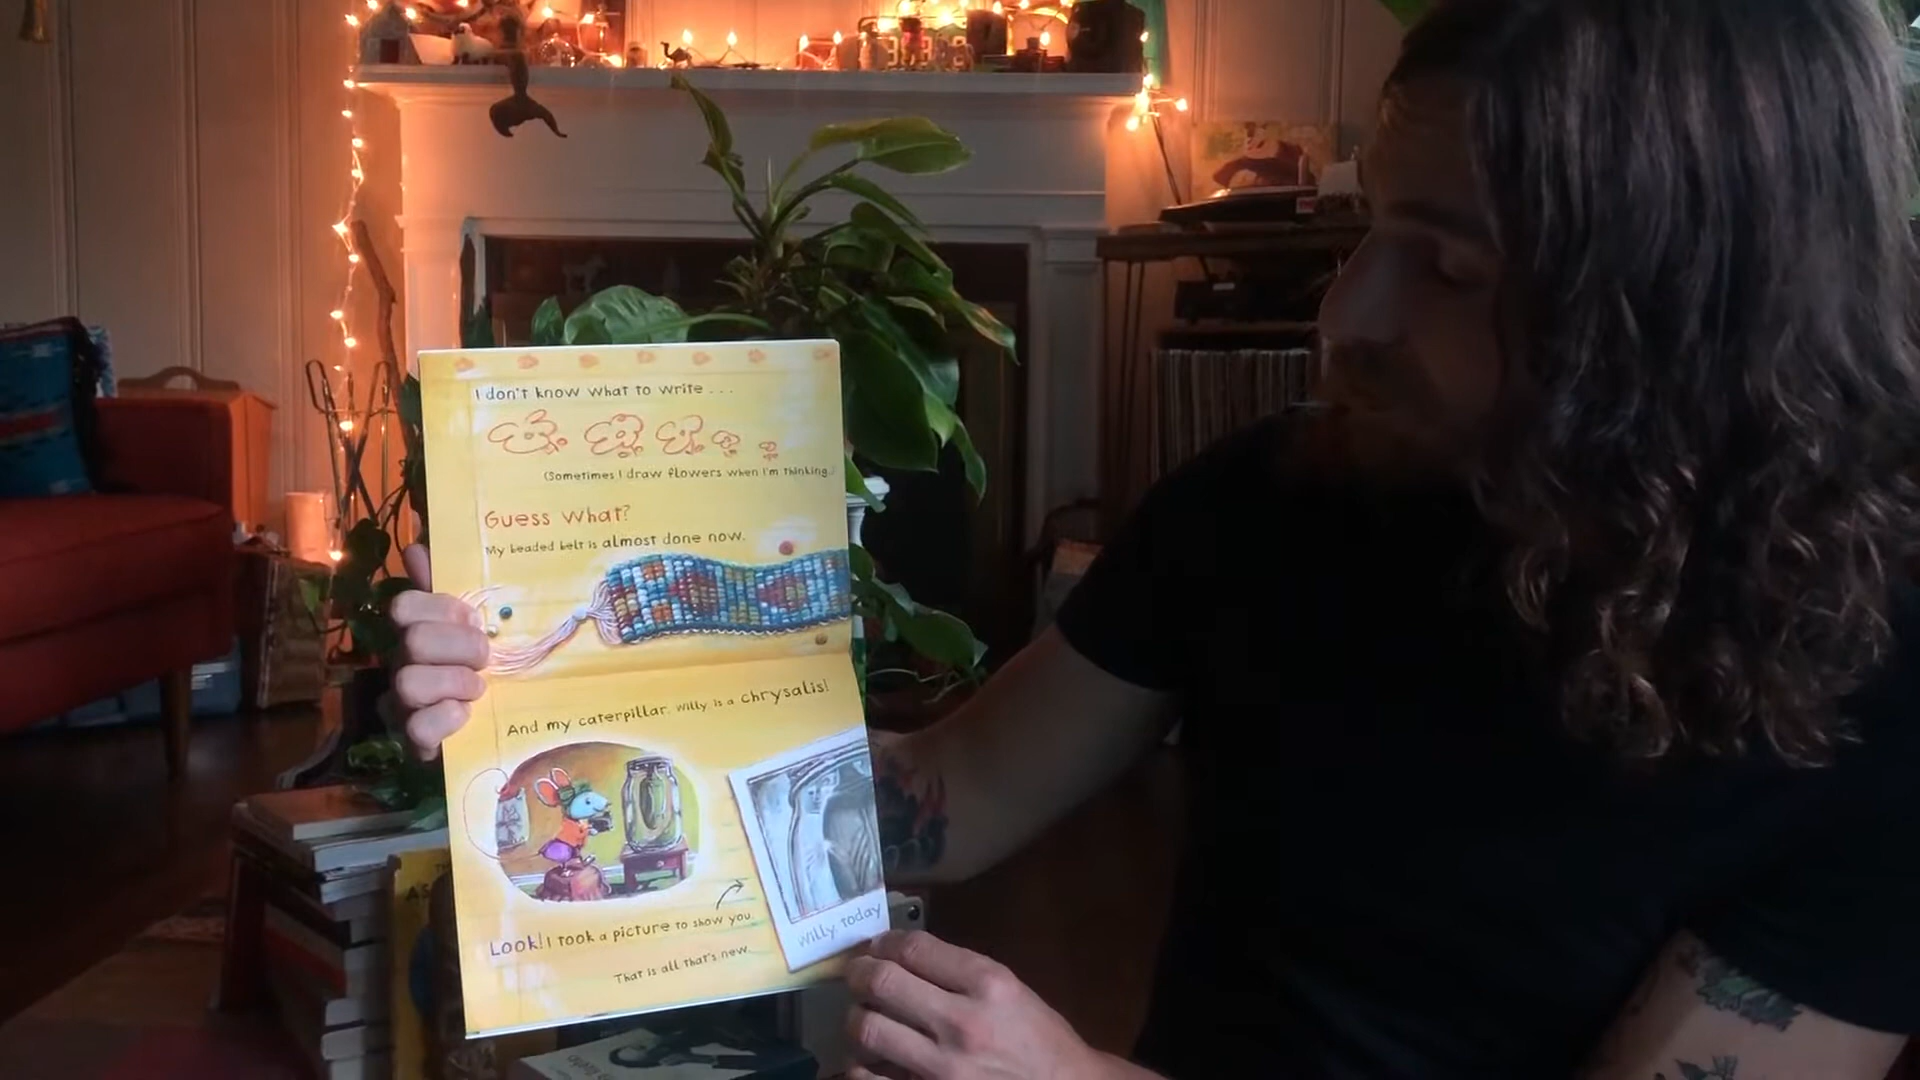 I don't know what to write . . .
(Sometimes I draw flowers when I'm thinking.)
Guess What?
My beaded belt is almost done now.
And my caterpillar, Willy, is a chrysalis!
Look! I took a picture to show you.
Willy today
That is all that's new.